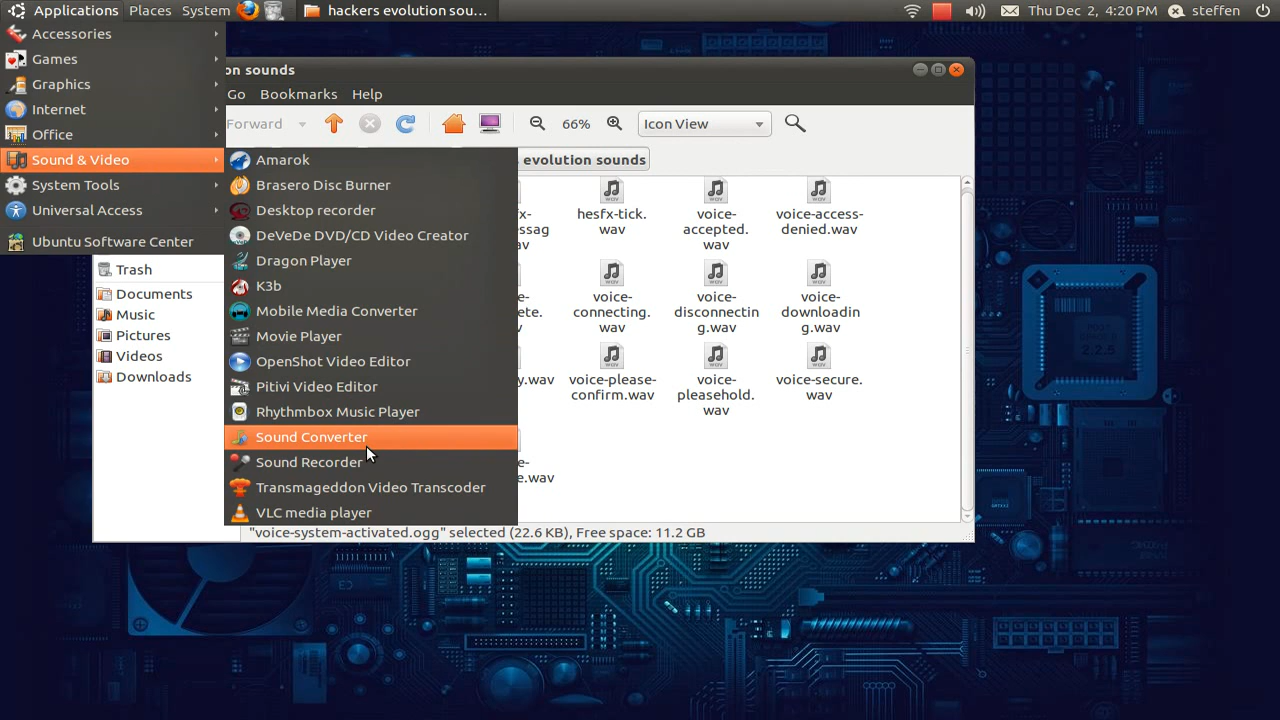 Applications Places System hackers evolution sou... Thu Dec 2, 4:20 PM steffen
Accessories
Games
Graphics
Internet
Office
Sound & Video
System Tools
Universal Access
Ubuntu Software Center
Amarok
Brasero Disc Burner
Desktop recorder
DeVeDe DVD/CD Video Creator
Dragon Player
K3b
Mobile Media Converter
Movie Player
OpenShot Video Editor
Pitivi Video Editor
Rhythmbox Music Player
Sound Converter
Sound Recorder
Transmageddon Video Transcoder
VLC media player
on sounds
Go Bookmarks Help
Forward 66% Icon View
evolution sounds
Trash
Documents
Music
Pictures
Videos
Downloads
hesfx-tick.
wav
voice-
accepted.
wav
voice-access-
denied.wav
voice-
connecting.
wav
voice-
disconnectin
g.wav
voice-
downloadin
g.wav
y.wav
voice-please-
confirm.wav
voice-
pleasehold.
wav
voice-secure.
wav
e-
e.wav
"voice-system-activated.ogg" selected (22.6 KB), Free space: 11.2 GB